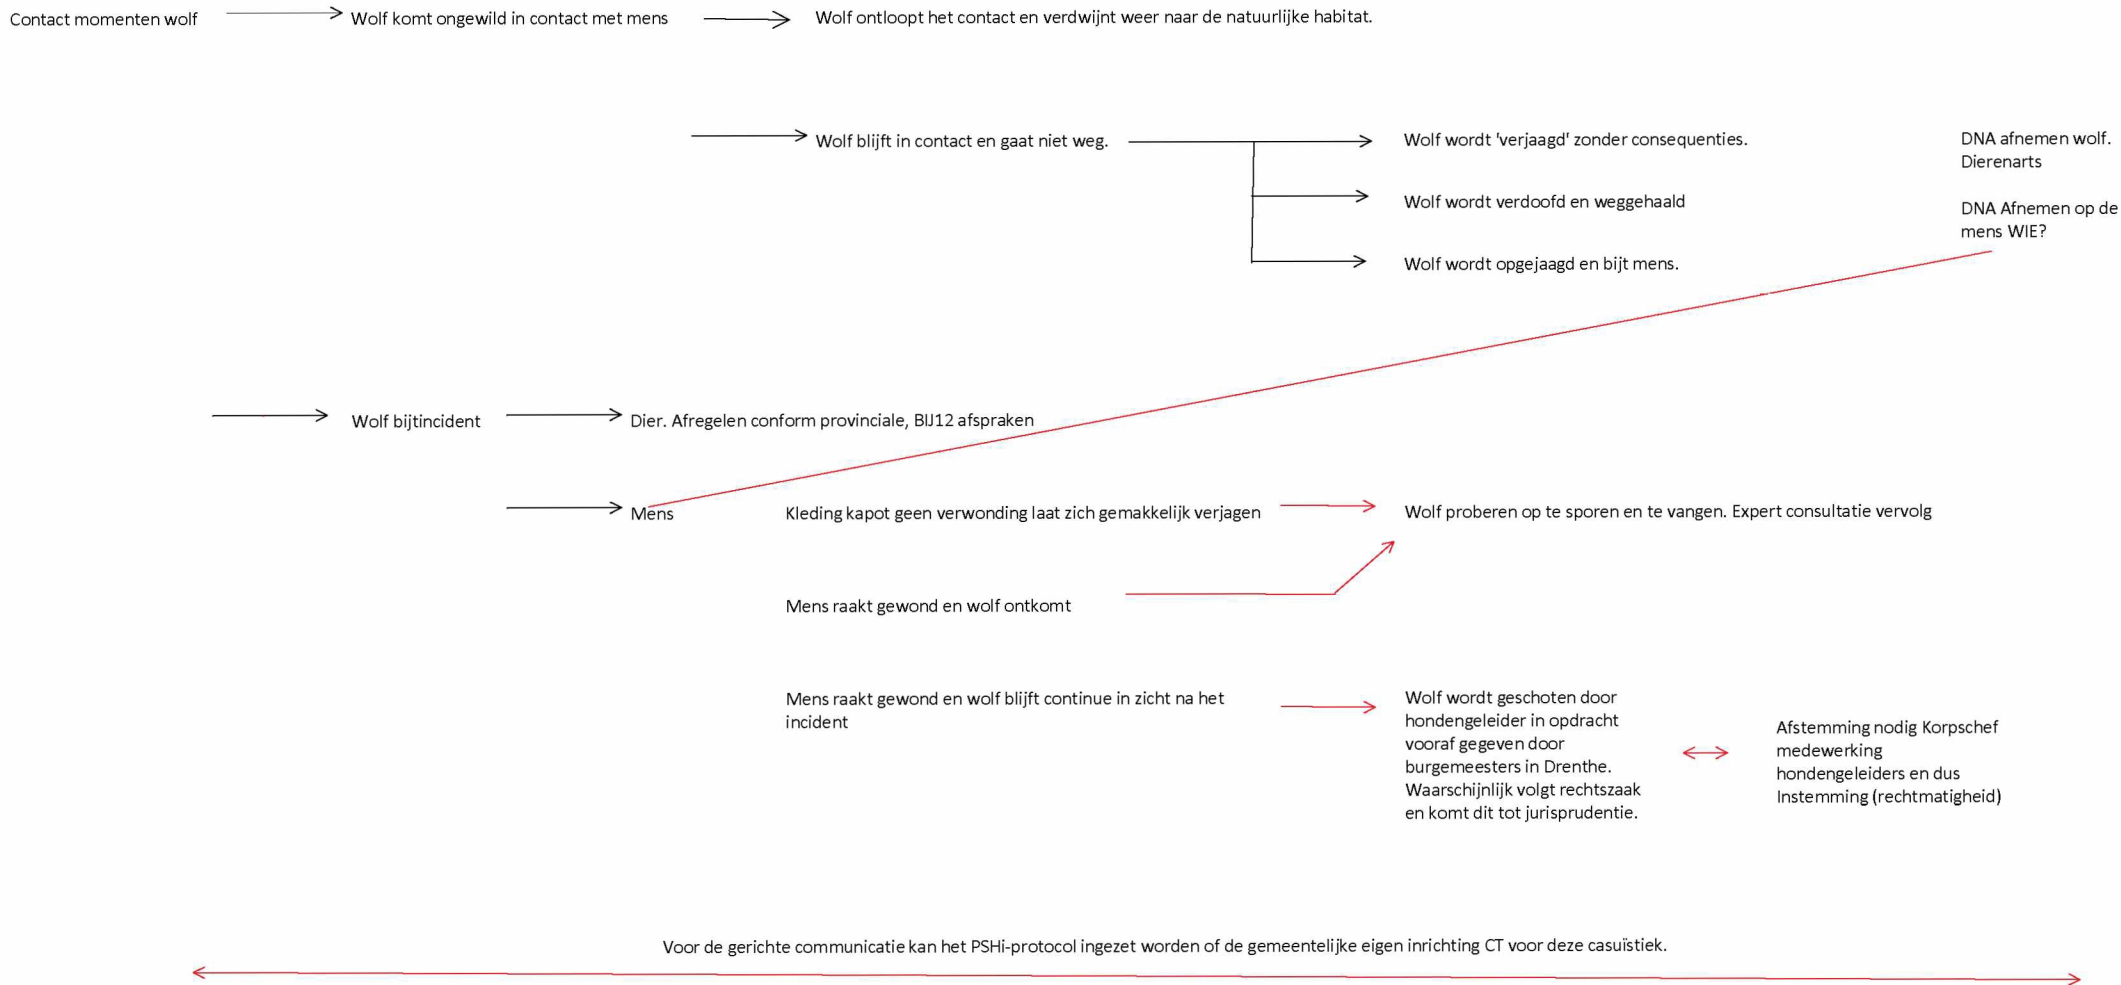 Contact momenten wolf
Wolf komt ongewild in contact met mens
Wolf ontloopt het contact en verdwijnt weer naar de natuurlijke habitat.
Wolf blijft in contact en gaat niet weg.
Wolf wordt 'verjaagd' zonder consequenties.
Wolf wordt verdoofd en weggehaald
Wolf wordt opgejaagd en bijt mens.
DNA afnemen wolf.
Dierenarts
DNA Afnemen op de
mens WIE?
Wolf bijtincident
Dier. Afregelen conform provinciale, BIJ12 afspraken
Mens
Kleding kapot geen verwonding laat zich gemakkelijk verjagen
Wolf proberen op te sporen en te vangen. Expert consultatie vervolg
Mens raakt gewond en wolf ontkomt
Mens raakt gewond en wolf blijft continue in zicht na het
incident
Wolf wordt geschoten door
hondengeleider in opdracht
vooraf gegeven door
burgemeesters in Drenthe.
Waarschijnlijk volgt rechtszaak
en komt dit tot jurisprudentie.
Afstemming nodig Korpschef
medewerking
hondengeleiders en dus
Instemming (rechtmatigheid)
Voor de gerichte communicatie kan het PSHi-protocol ingezet worden of de gemeentelijke eigen inrichting CT voor deze casuïstiek.